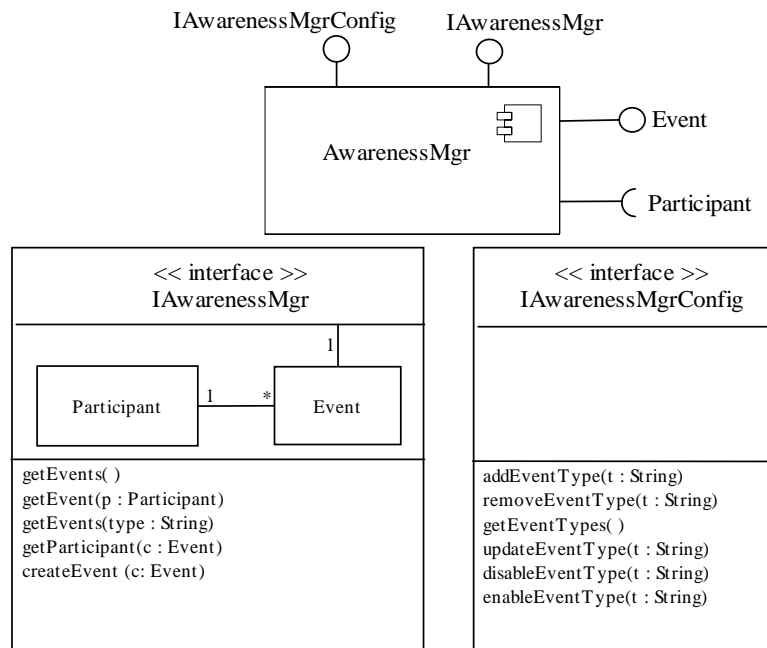 IAwarenessMgrConfig
IAwarenessMgr
Event
AwarenessMgr
Participant
<< interface >>
IAwarenessMgr
1
Participant
1
*
Event
getEvents( )
getEvent(p : Participant)
getEvents(type : String)
getParticipant(c : Event)
createEvent (c: Event)
<< interface >>
IAwarenessMgrConfig
addEventType(t : String)
removeEventType(t : String)
getEventTypes( )
updateEventType(t : String)
disableEventType(t : String)
enableEventType(t : String)